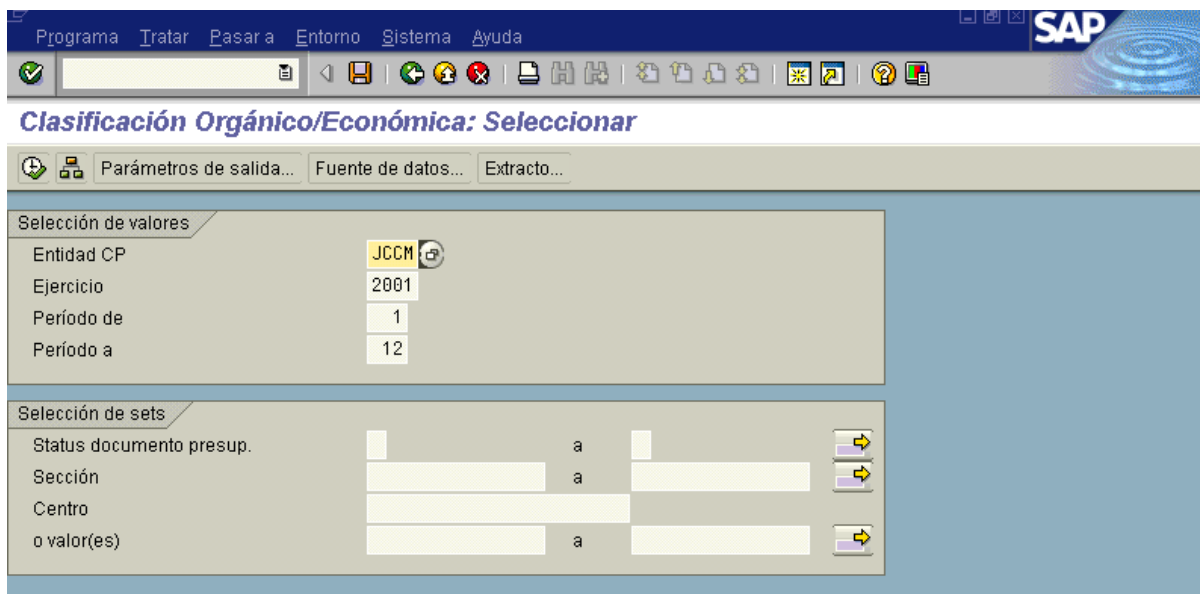 SAP
Programa Tratar Pasar a Entorno Sistema Ayuda
Clasificación Orgánico/Económica: Seleccionar
Parámetros de salida... Fuente de datos... Extracto...
Selección de valores
Entidad CP JCCM
Ejercicio 2001
Período de 1
Período a 12
Selección de sets
Status documento presup. a
Sección a
Centro
o valor(es) a